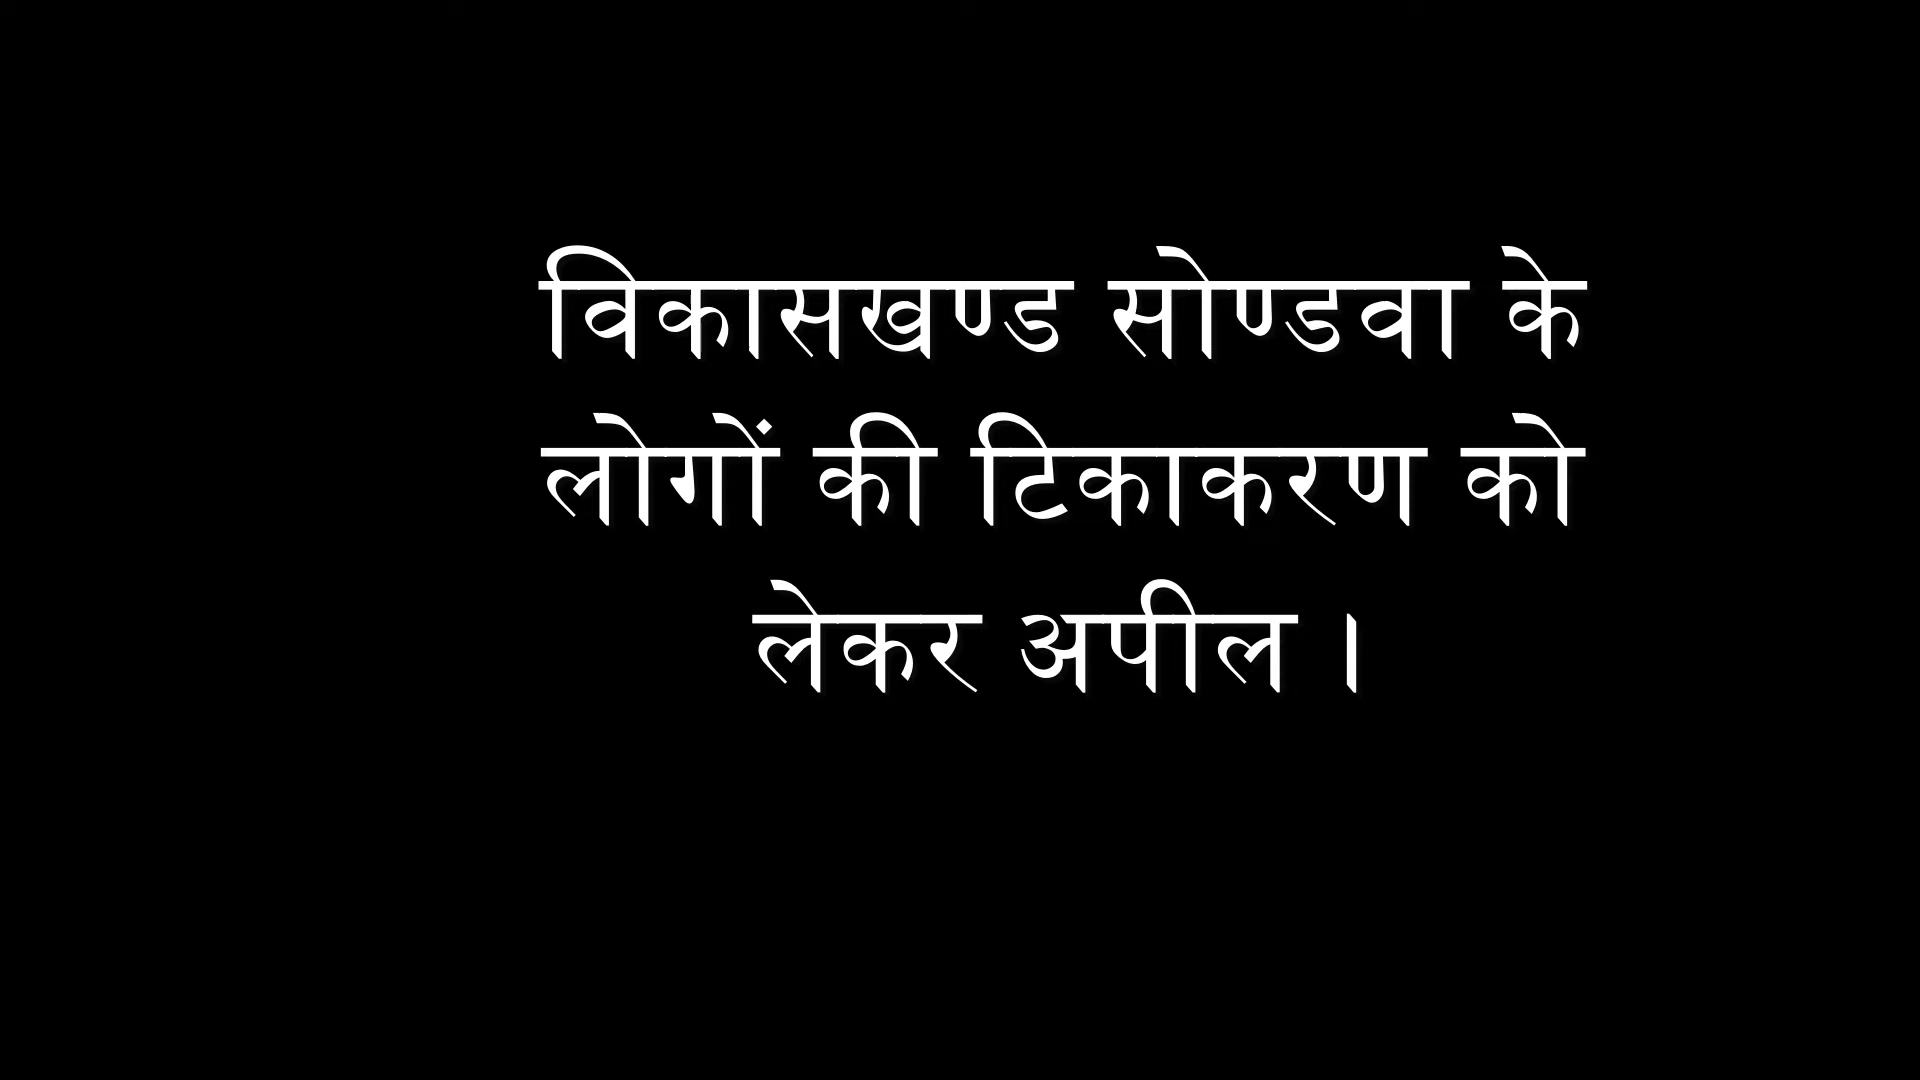 विकासखण्ड सोण्डवा के
लोगों की टिकाकरण को
लेकर अपील ।